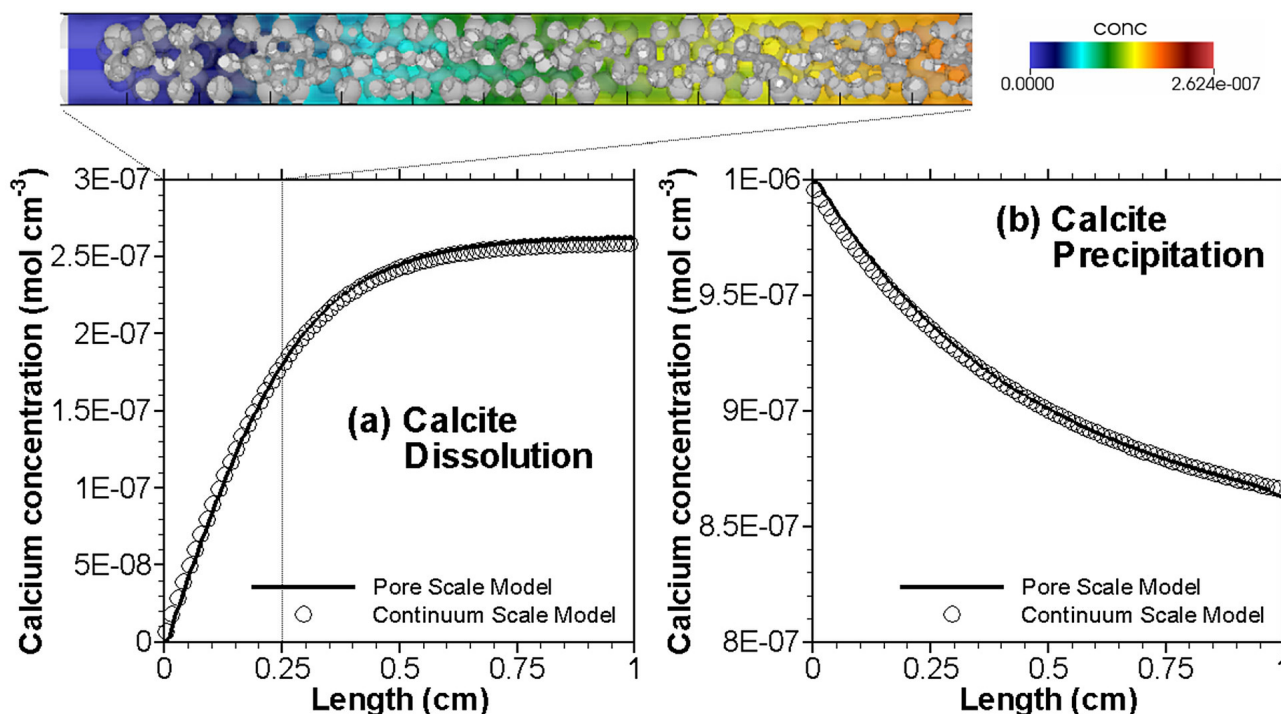 conc
0.0000
2.624e-007
3E-07
2.5E-07
2E-07
1.5E-07
1E-07
5E-08
0
Calcium concentration (mol cm-3)
(a) Calcite
Dissolution
Pore Scale Model
Continuum Scale Model
0
0.25
0.5
0.75
1
Length (cm)
1E-06
9.5E-07
9E-07
8.5E-07
8E-07
Calcium concentration (mol cm-3)
(b) Calcite
Precipitation
Pore Scale Model
Continuum Scale Model
0
0.25
0.5
0.75
1
Length (cm)